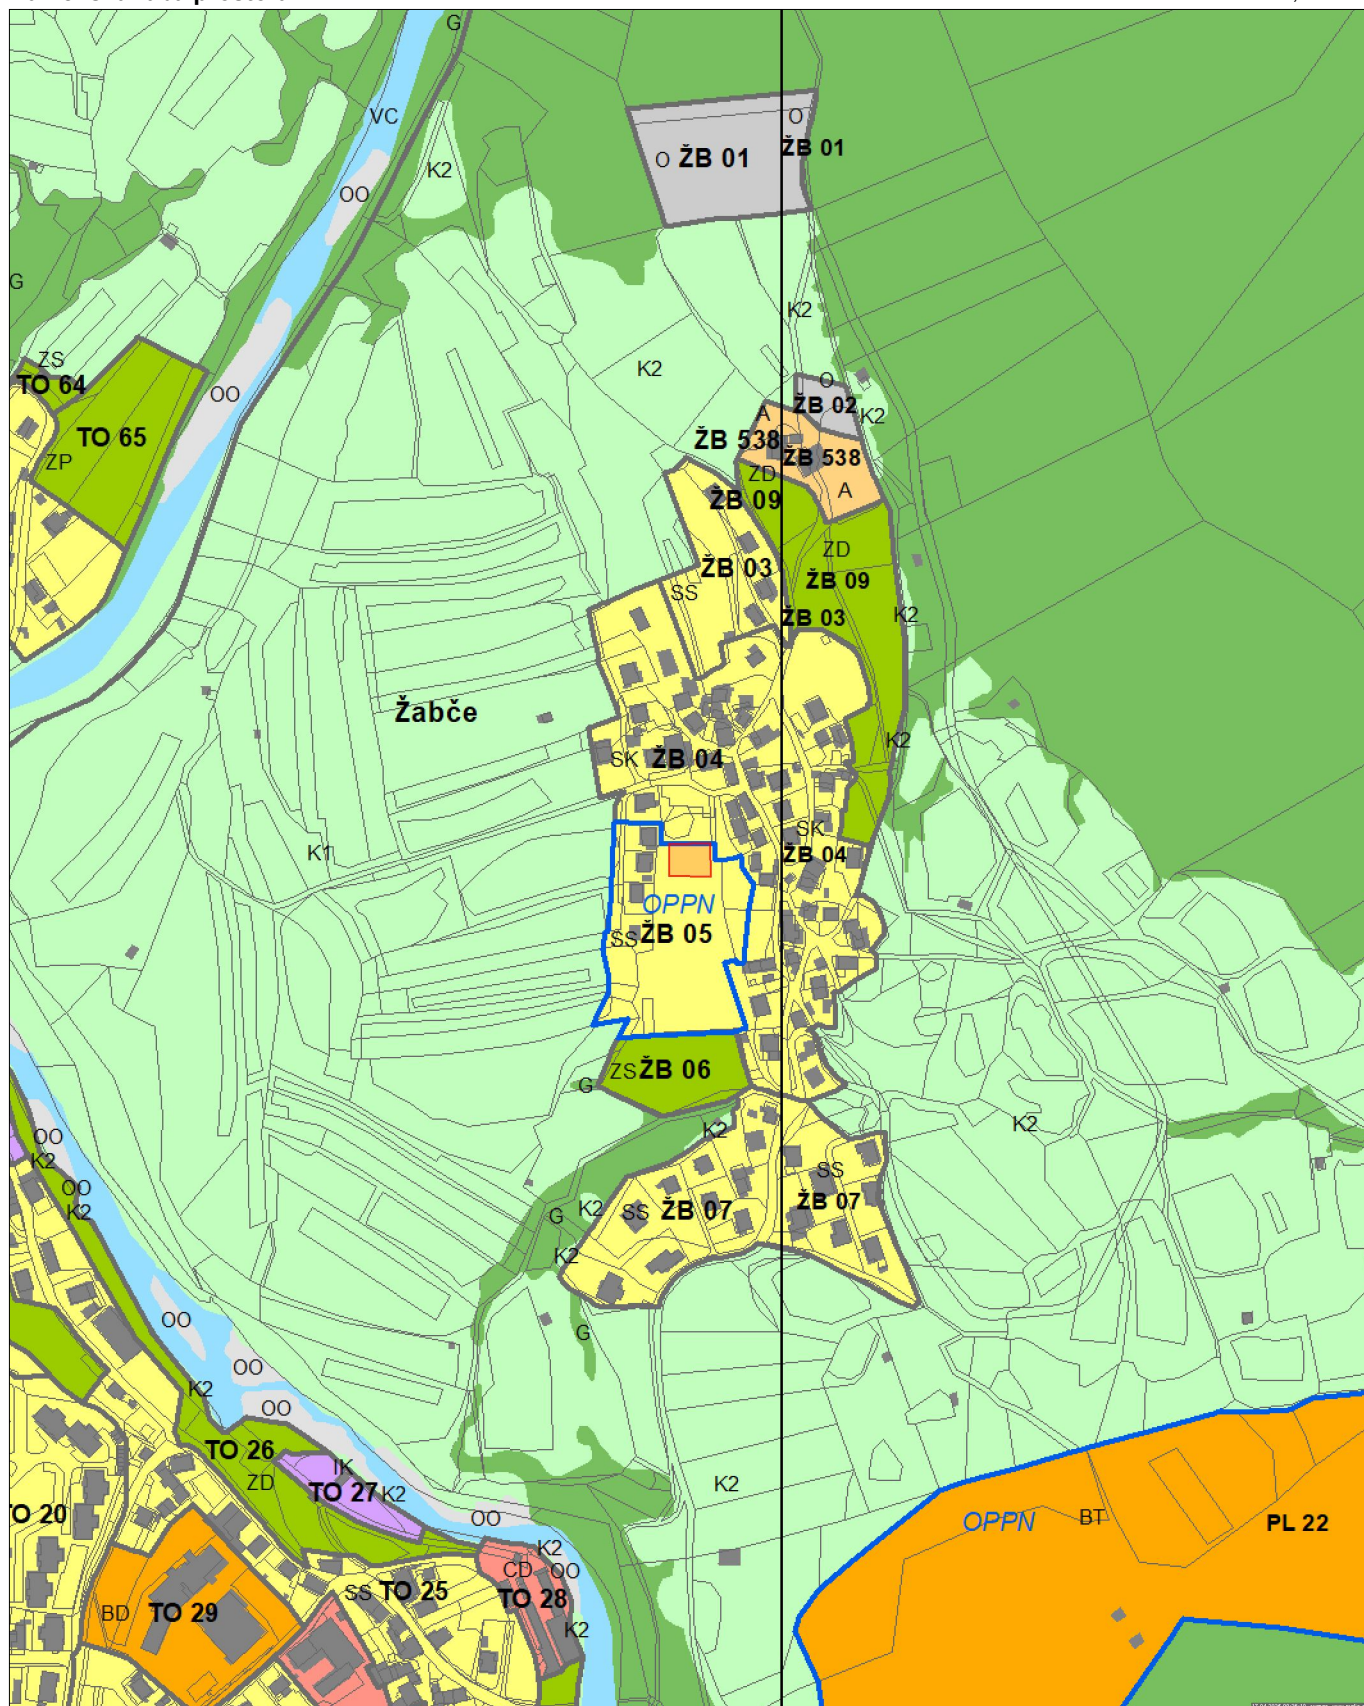 G
VC
O
ŽB 01
O ŽB 01
K2
OO
K2
G
K2
ZS
TO 64
OO
TO 65
ZP
O
ŽB 02
K2
A
ŽB 538
ŽB 538
ZD
ŽB 09
A
ZD
ŽB 03
ŽB 09
SS
ŽB 03
K2
Žabče
K2
SK ŽB 04
SK
ŽB 04
K1
OPPN
SS ŽB 05
ZS ŽB 06
G
K2
K2
OO
K2
OO
K2
SS
ŽB 07
SS ŽB 07
K2
G
K2
OO
G
OO
K2
OO
TO 26
ZD
IK
TO 27 K2
K2
OO
TO 20
OPPN
BT
PL 22
K2
CD OO
SS TO 25
TO 28
BD TO 29
K2